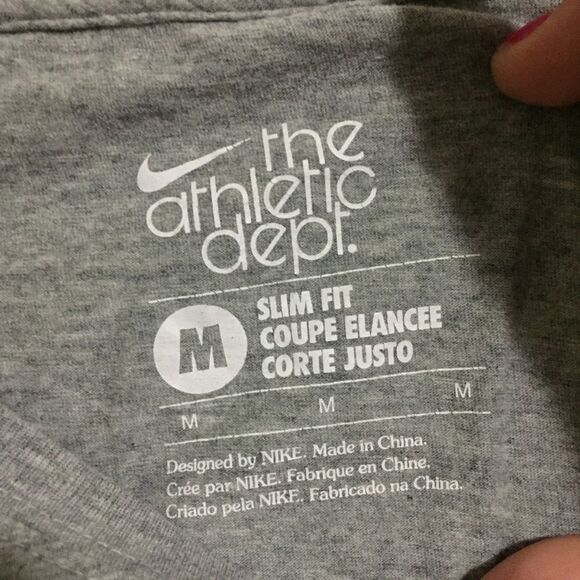 the
athletic
dept.
M
SLIM FIT
COUPE ELANCEE
CORTE JUSTO
M M M
Designed by NIKE. Made in China.
Crée par NIKE. Fabrique en Chine.
Criado pela NIKE. Fabricado na China.